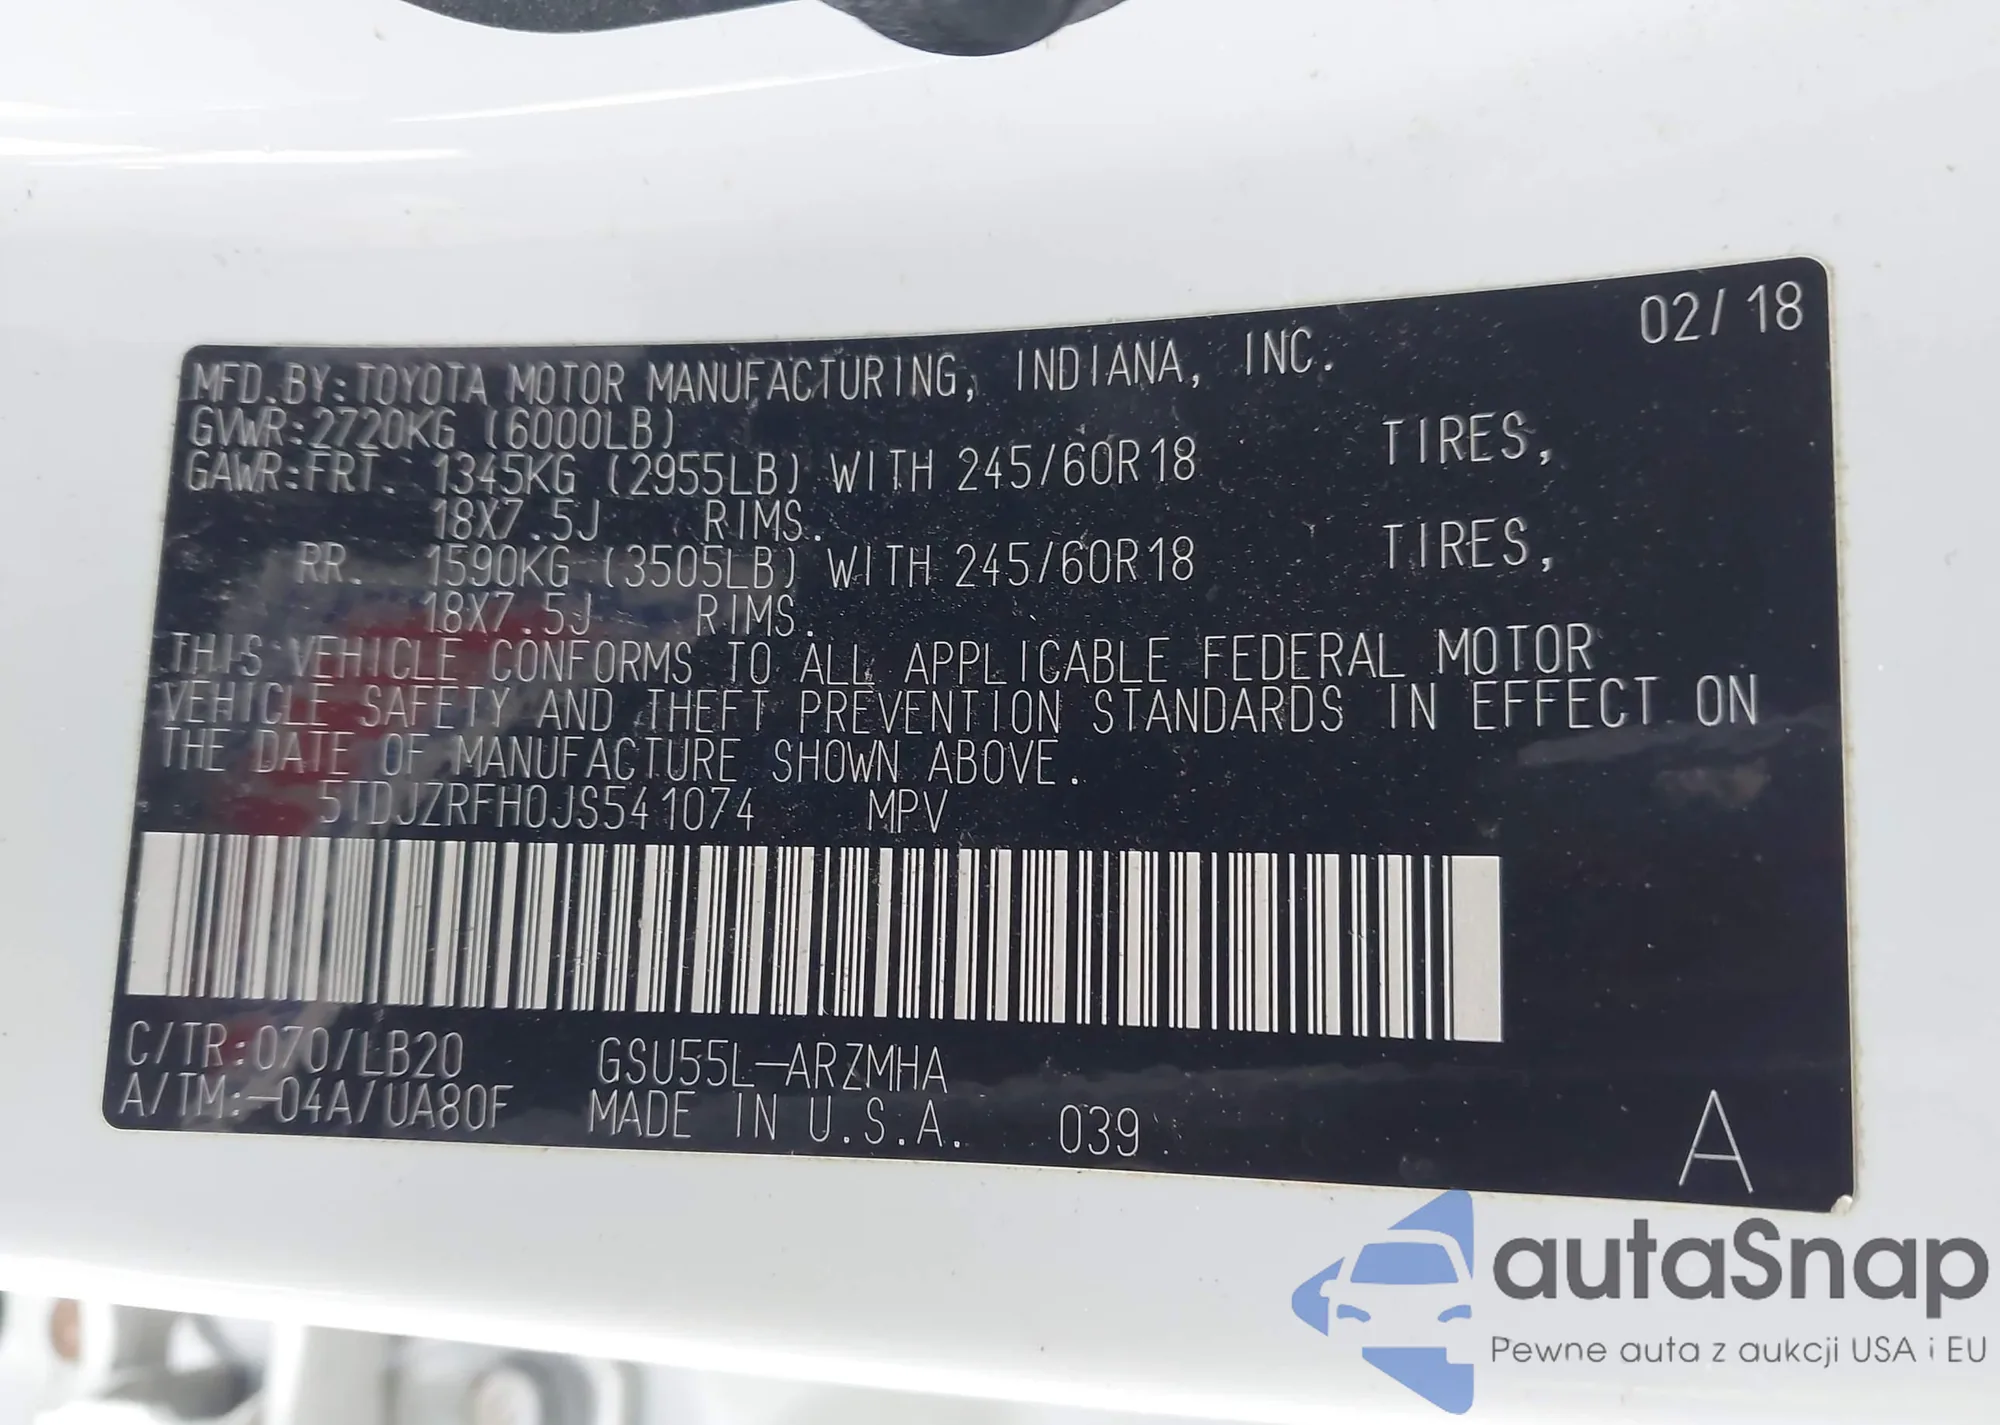 02/18
MFD.BY:TOYOTA MOTOR MANUFACTURING, INDIANA, INC.
GVWR:2720KG (6000LB)
GAWR:FRT. 1345KG (2955LB) WITH 245/60R18 TIRES,
18X7.5J RIMS.
RR. 1590KG (3505LB) WITH 245/60R18 TIRES,
18X7.5J RIMS.
THIS VEHICLE CONFORMS TO ALL APPLICABLE FEDERAL MOTOR
VEHICLE SAFETY AND THEFT PREVENTION STANDARDS IN EFFECT ON
THE DATE OF MANUFACTURE SHOWN ABOVE.
5TDJZRFH0JS541074 MPV
C/TR:070/LB20 GSU55L-ARZMHA
A/TM:-04A/UA80F MADE IN U.S.A. 039
A
autaSnap
Pewne auta z aukcji USA i EU